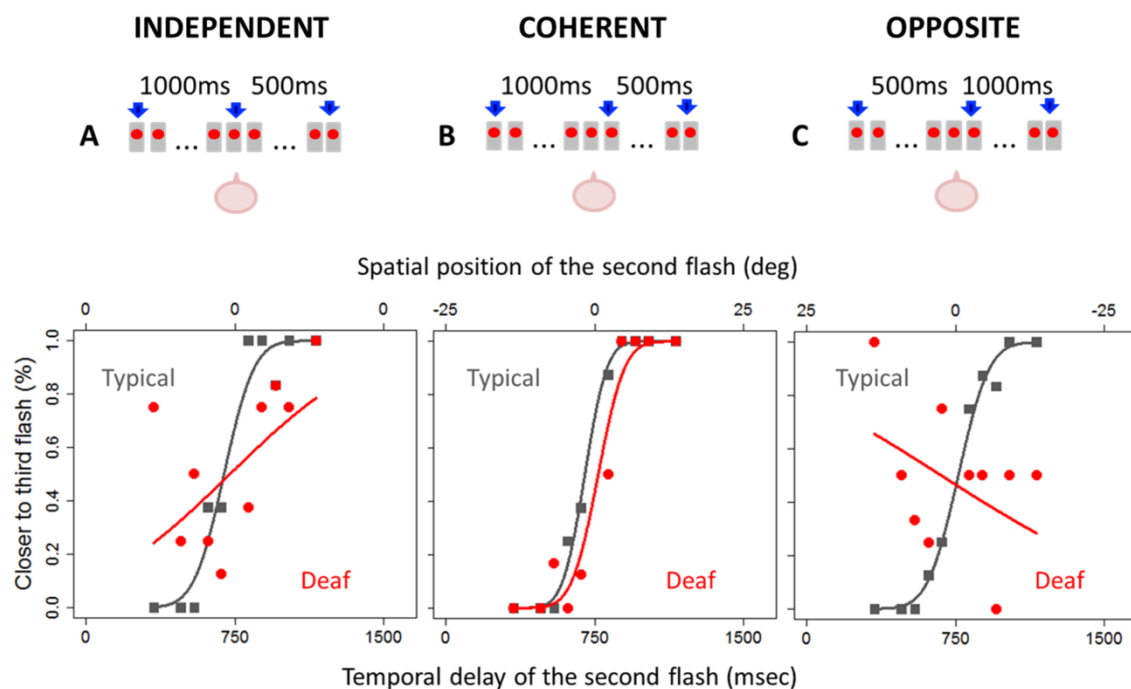 INDEPENDENT COHERENT OPPOSITE
1000ms 500ms 1000ms 500ms 500ms 1000ms
A B C
... ... ... ... ... ...
Spatial position of the second flash (deg)
0 0 0 -25 0 25 25 0 -25
Closer to third flash (%)
0.0 0.2 0.4 0.6 0.8 1.0
Typical Typical Typical
Deaf Deaf Deaf
0 750 1500 0 750 1500 0 750 1500
Temporal delay of the second flash (msec)